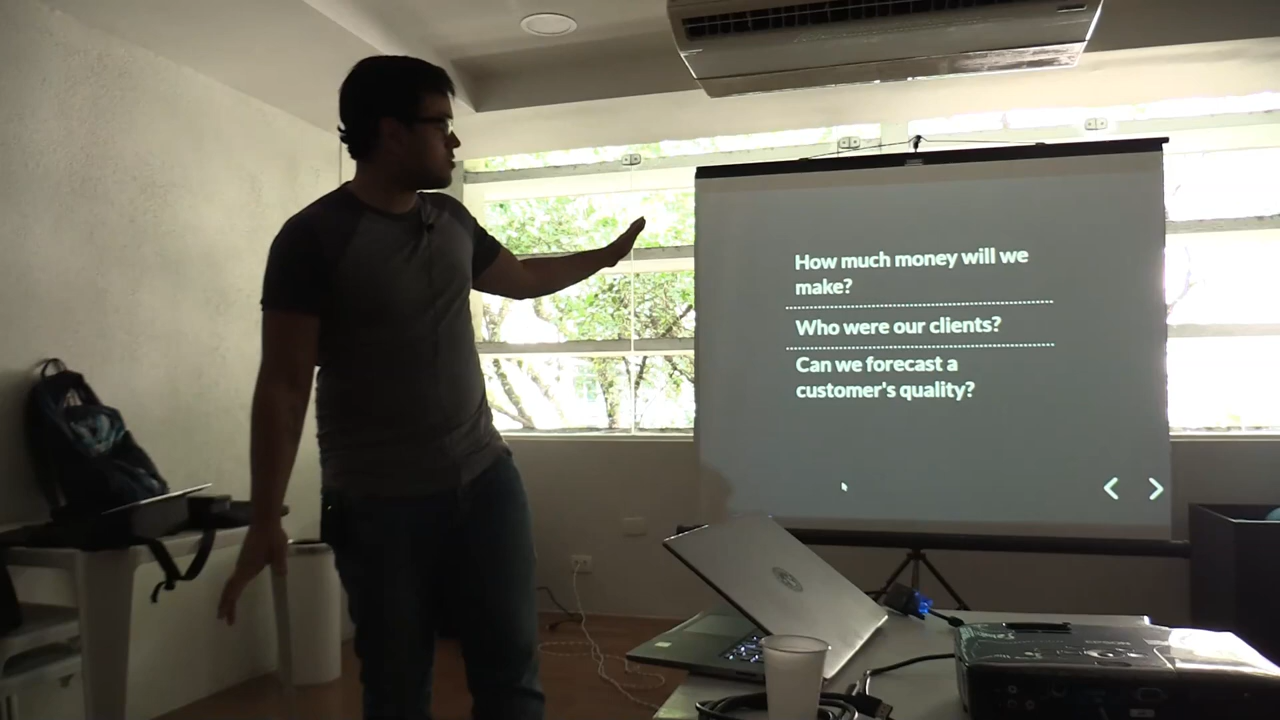 How much money will we
make?
Who were our clients?
Can we forecast a
customer's quality?